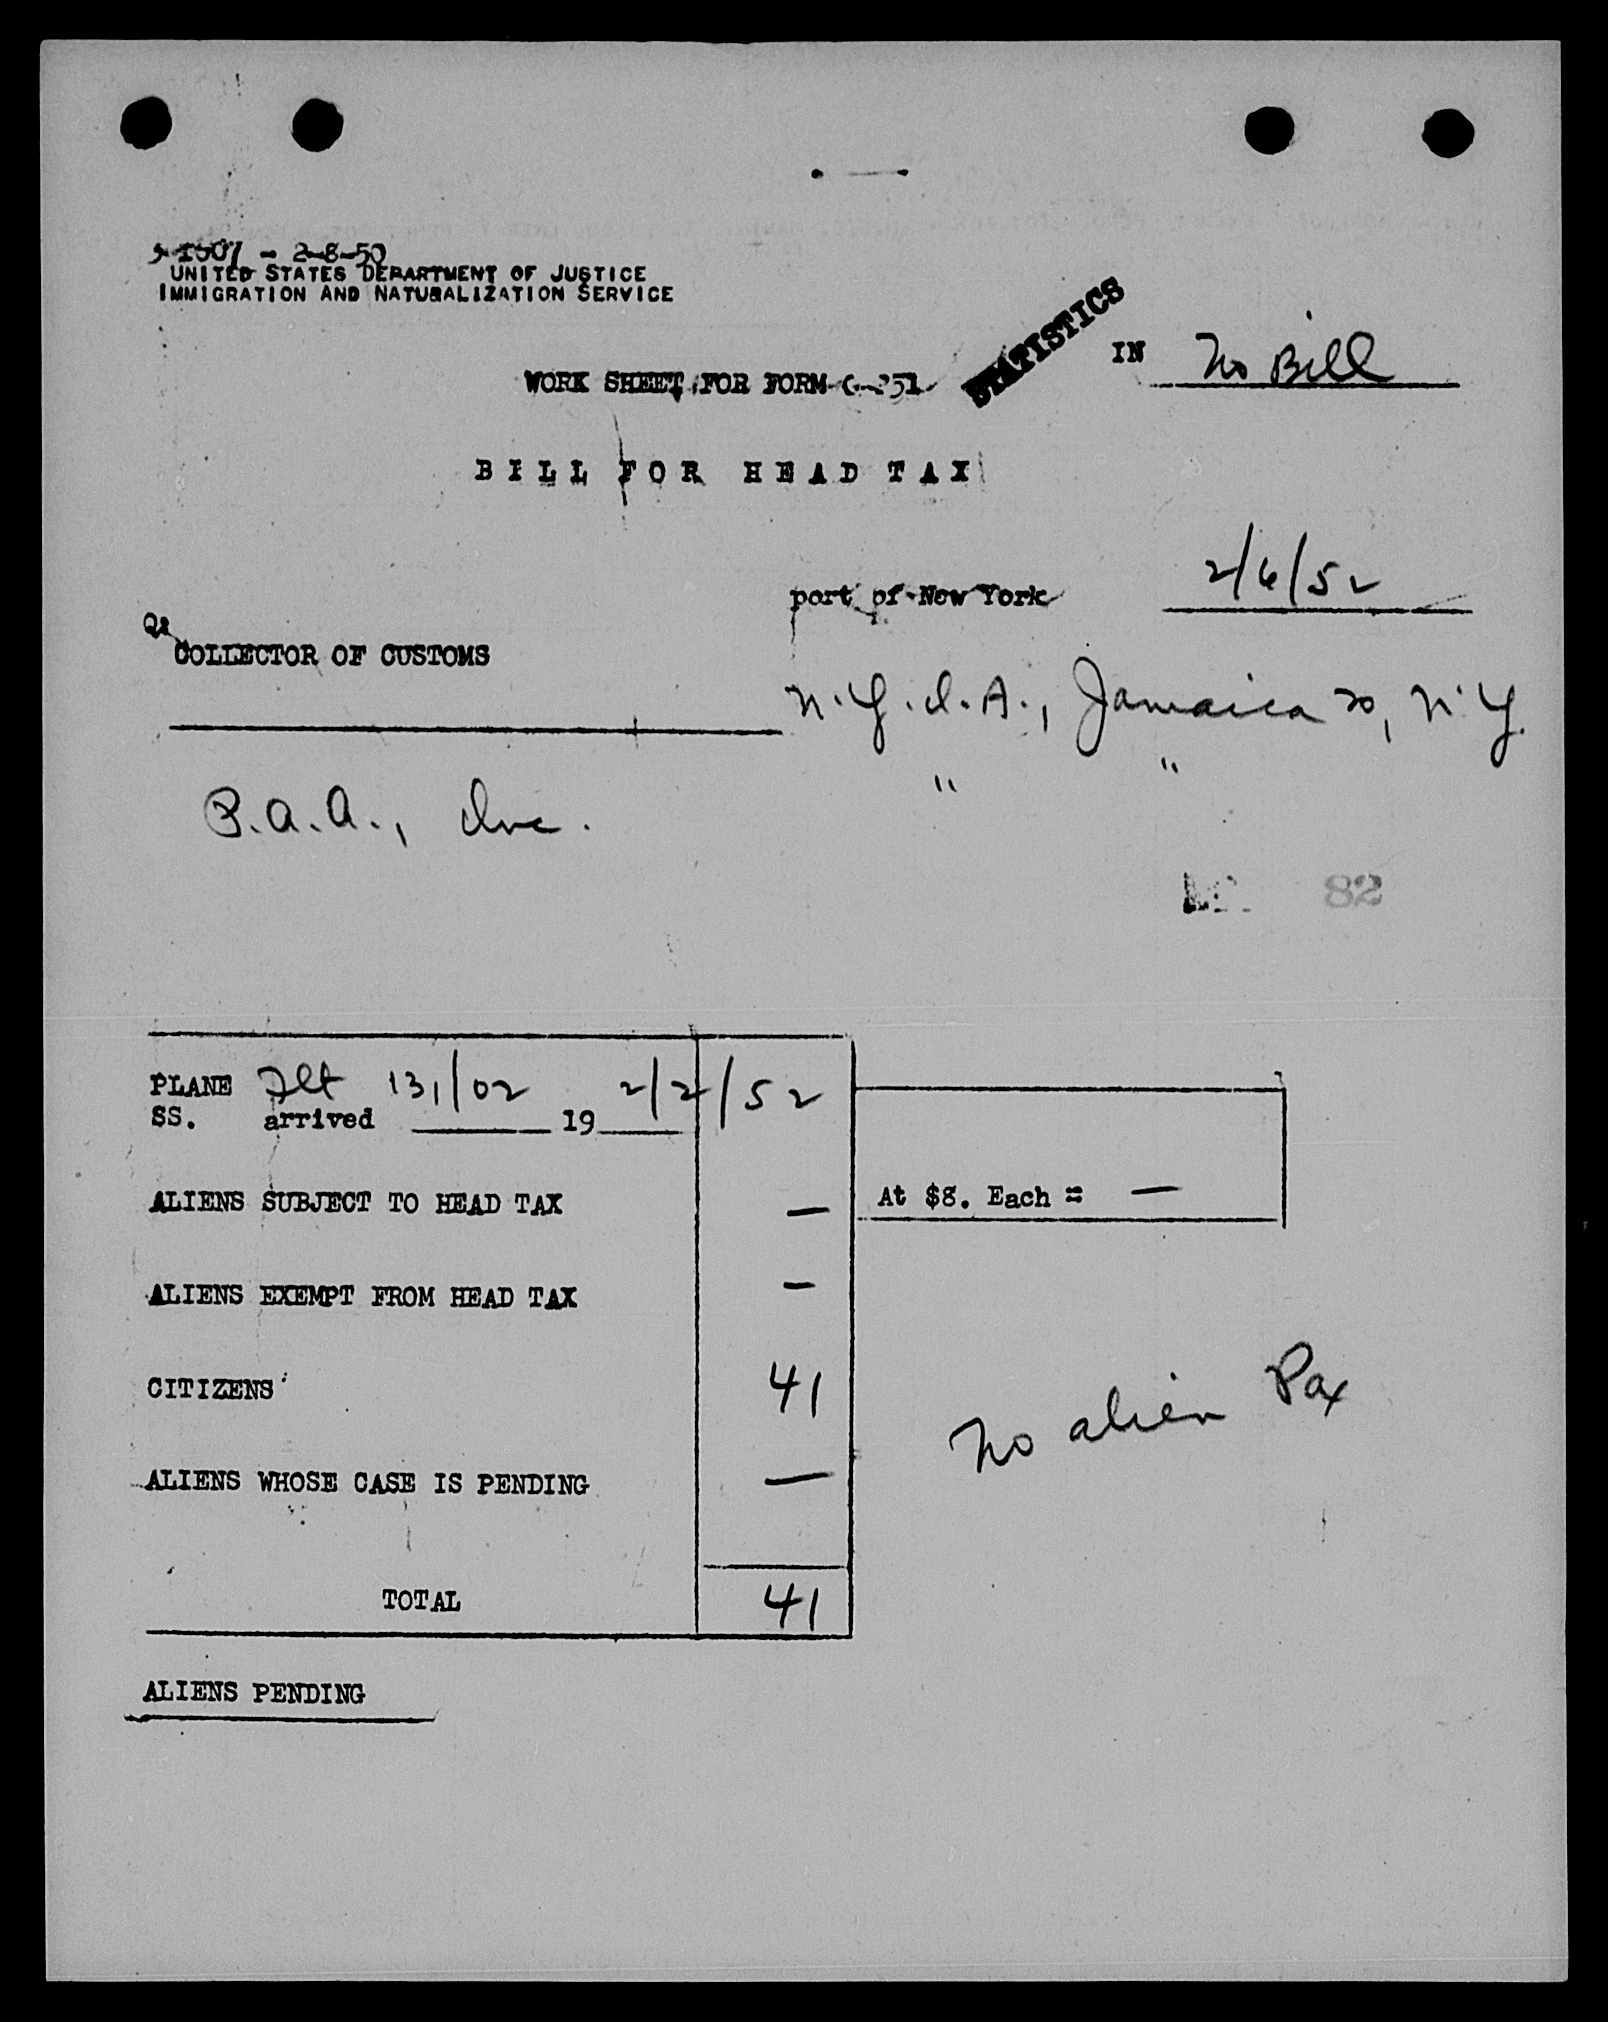 - 2-8-50
UNITED STATES DEPARTMENT OF JUSTICE
IMMIGRATION AND NATURALIZATION SERVICE
STATISTICS
IN No Bill
WORK SHEET FOR FORM
BILL FOR HEAD TAX
port of New York 2/6/52
COLLECTOR OF CUSTOMS
N.Y.I.A., Jamaica 20, N.Y.
" "
P.A.A., Inc.
82
PLANE Flt 131/02 2/2/52
SS. arrived 19
ALIENS SUBJECT TO HEAD TAX — At $8. Each = —
ALIENS EXEMPT FROM HEAD TAX —
CITIZENS 41
No alien Pax
ALIENS WHOSE CASE IS PENDING —
TOTAL 41
ALIENS PENDING